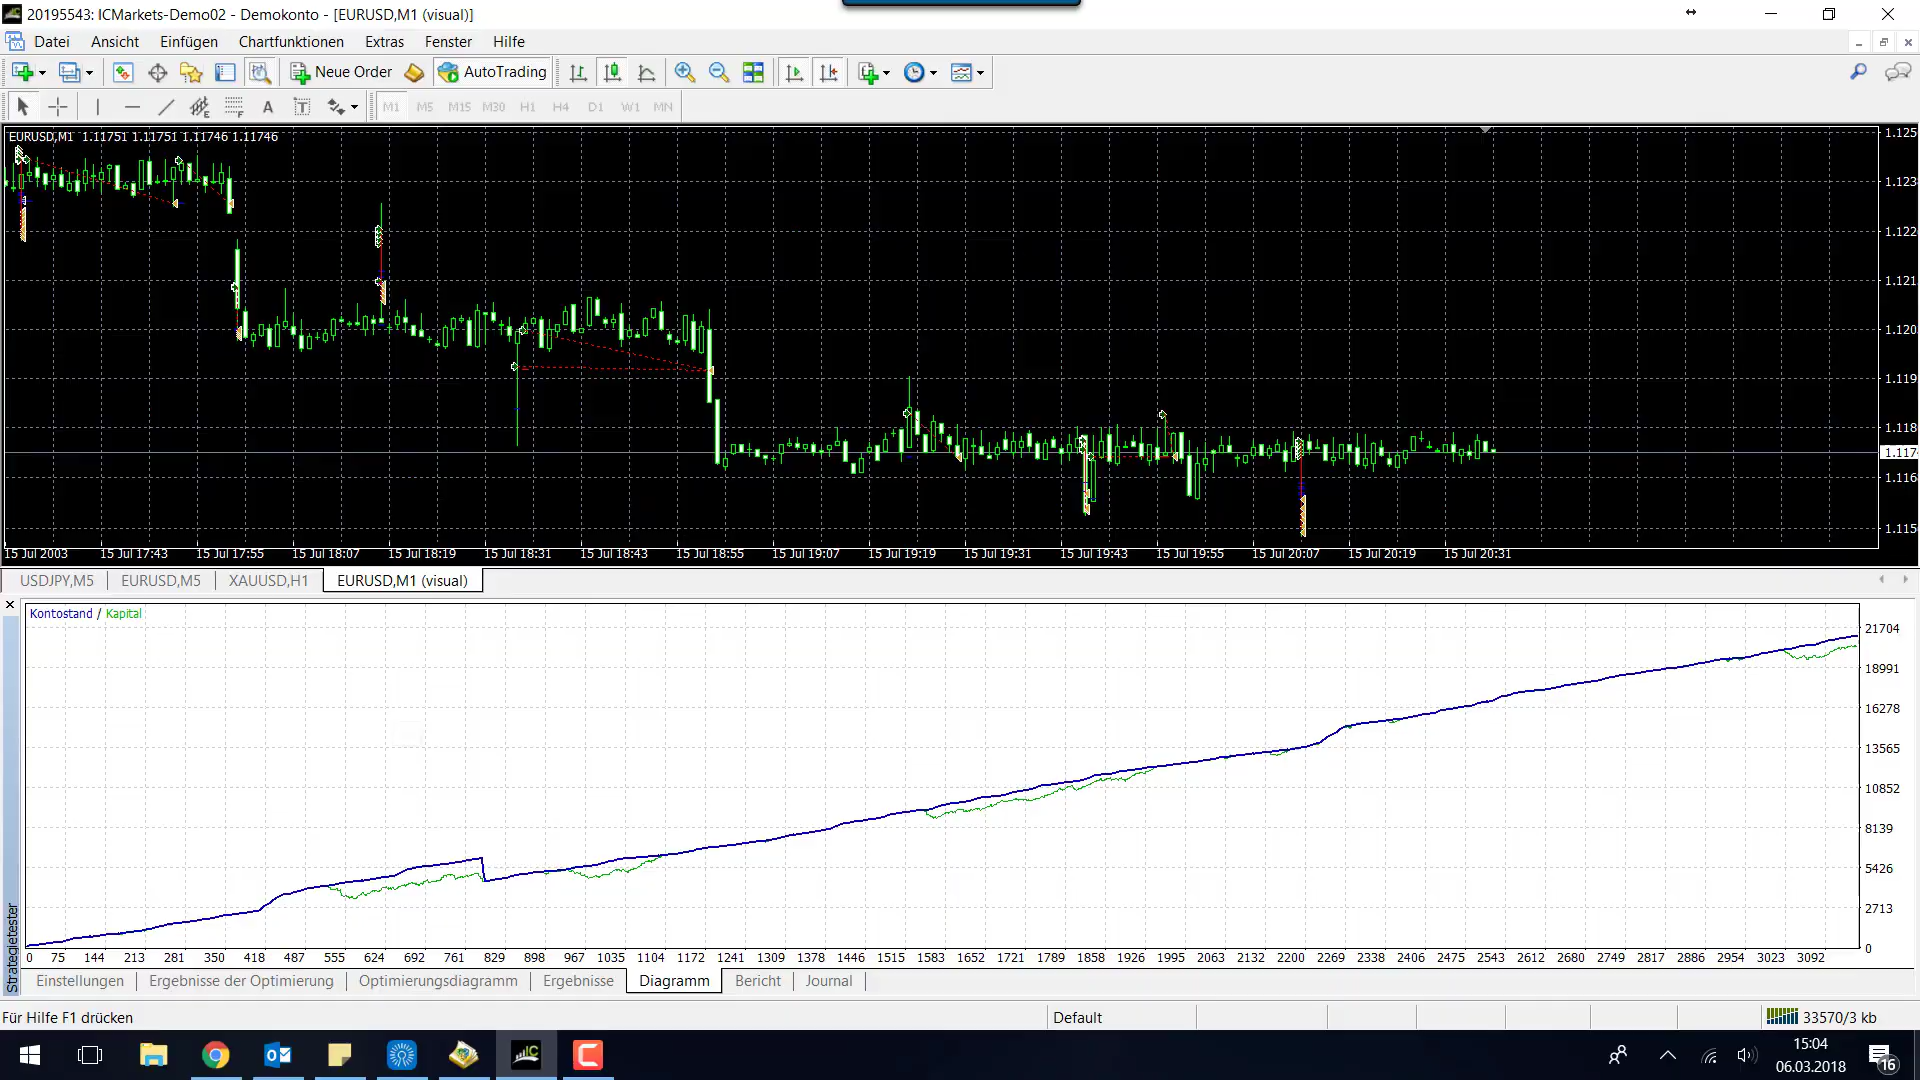 20195543: ICMarkets-Demo02 - Demokonto - [EURUSD,M1 (visual)]
Datei Ansicht Einfügen Chartfunktionen Extras Fenster Hilfe
Neue Order AutoTrading
A T M1 M5 M15 M30 H1 H4 D1 W1 MN
EURUSD,M1 1.11751 1.11751 1.11746 1.11746
1.125
1.123
1.122
1.121
1.120
1.119
1.118
1.1174
1.116
1.115
15 Jul 2003 15 Jul 17:43 15 Jul 17:55 15 Jul 18:07 15 Jul 18:19 15 Jul 18:31 15 Jul 18:43 15 Jul 18:55 15 Jul 19:07 15 Jul 19:19 15 Jul 19:31 15 Jul 19:43 15 Jul 19:55 15 Jul 20:07 15 Jul 20:19 15 Jul 20:31
USDJPY,M5 EURUSD,M5 XAUUSD,H1 EURUSD,M1 (visual)
Kontostand / Kapital
21704
18991
16278
13565
10852
8139
5426
2713
0
0 75 144 213 281 350 418 487 555 624 692 761 829 898 967 1035 1104 1172 1241 1309 1378 1446 1515 1583 1652 1721 1789 1858 1926 1995 2063 2132 2200 2269 2338 2406 2475 2543 2612 2680 2749 2817 2886 2954 3023 3092
Strategietester
Einstellungen Ergebnisse der Optimierung Optimierungsdiagramm Ergebnisse Diagramm Bericht Journal
Für Hilfe F1 drücken Default 33570/3 kb
15:04
06.03.2018
16